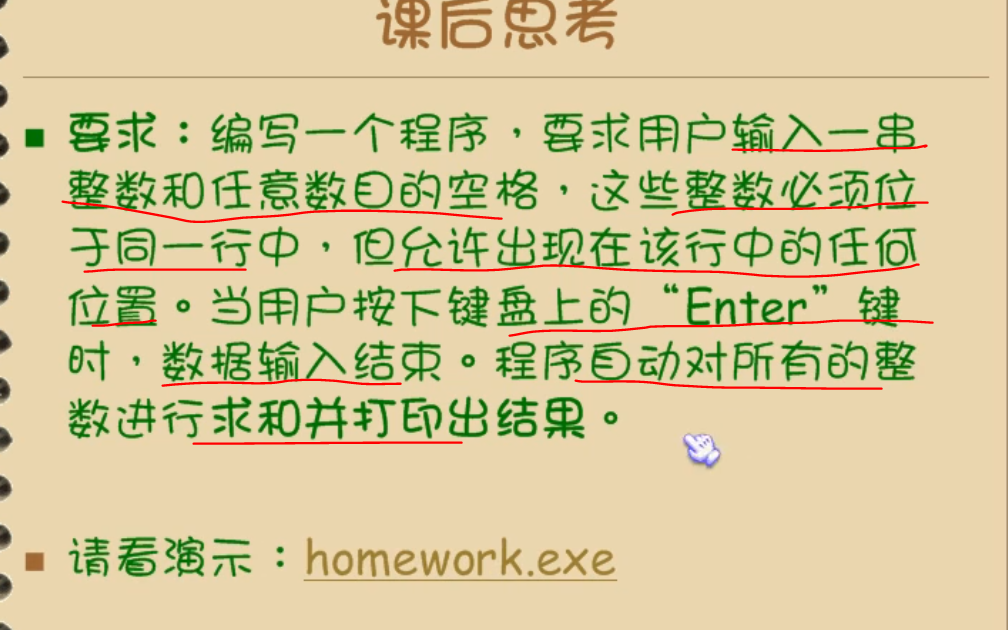 课后思考
要求：编写一个程序，要求用户输入一串
整数和任意数目的空格，这些整数必须位
于同一行中，但允许出现在该行中的任何
位置。当用户按下键盘上的“Enter”键
时，数据输入结束。程序自动对所有的整
数进行求和并打印出结果。
请看演示：homework.exe